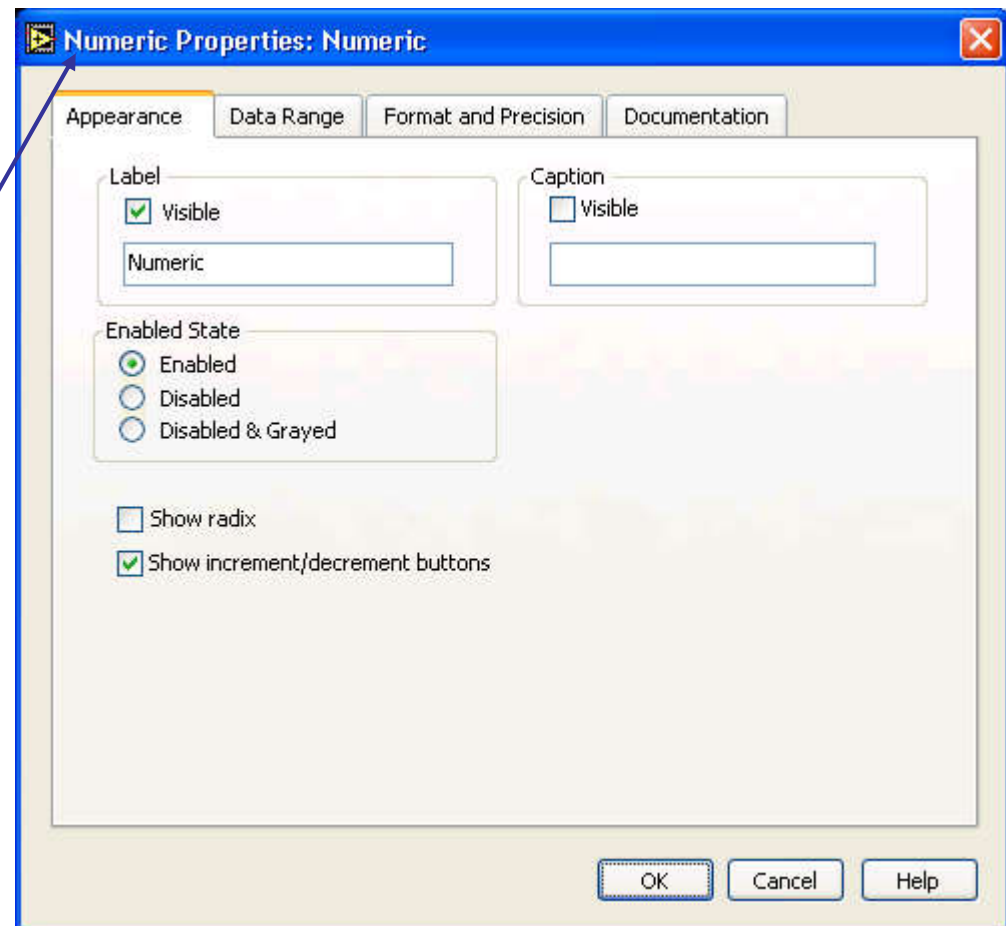 Numeric Properties: Numeric
Appearance Data Range Format and Precision Documentation
Label
Visible
Numeric
Caption
Visible
Enabled State
Enabled
Disabled
Disabled & Grayed
Show radix
Show increment/decrement buttons
OK Cancel Help